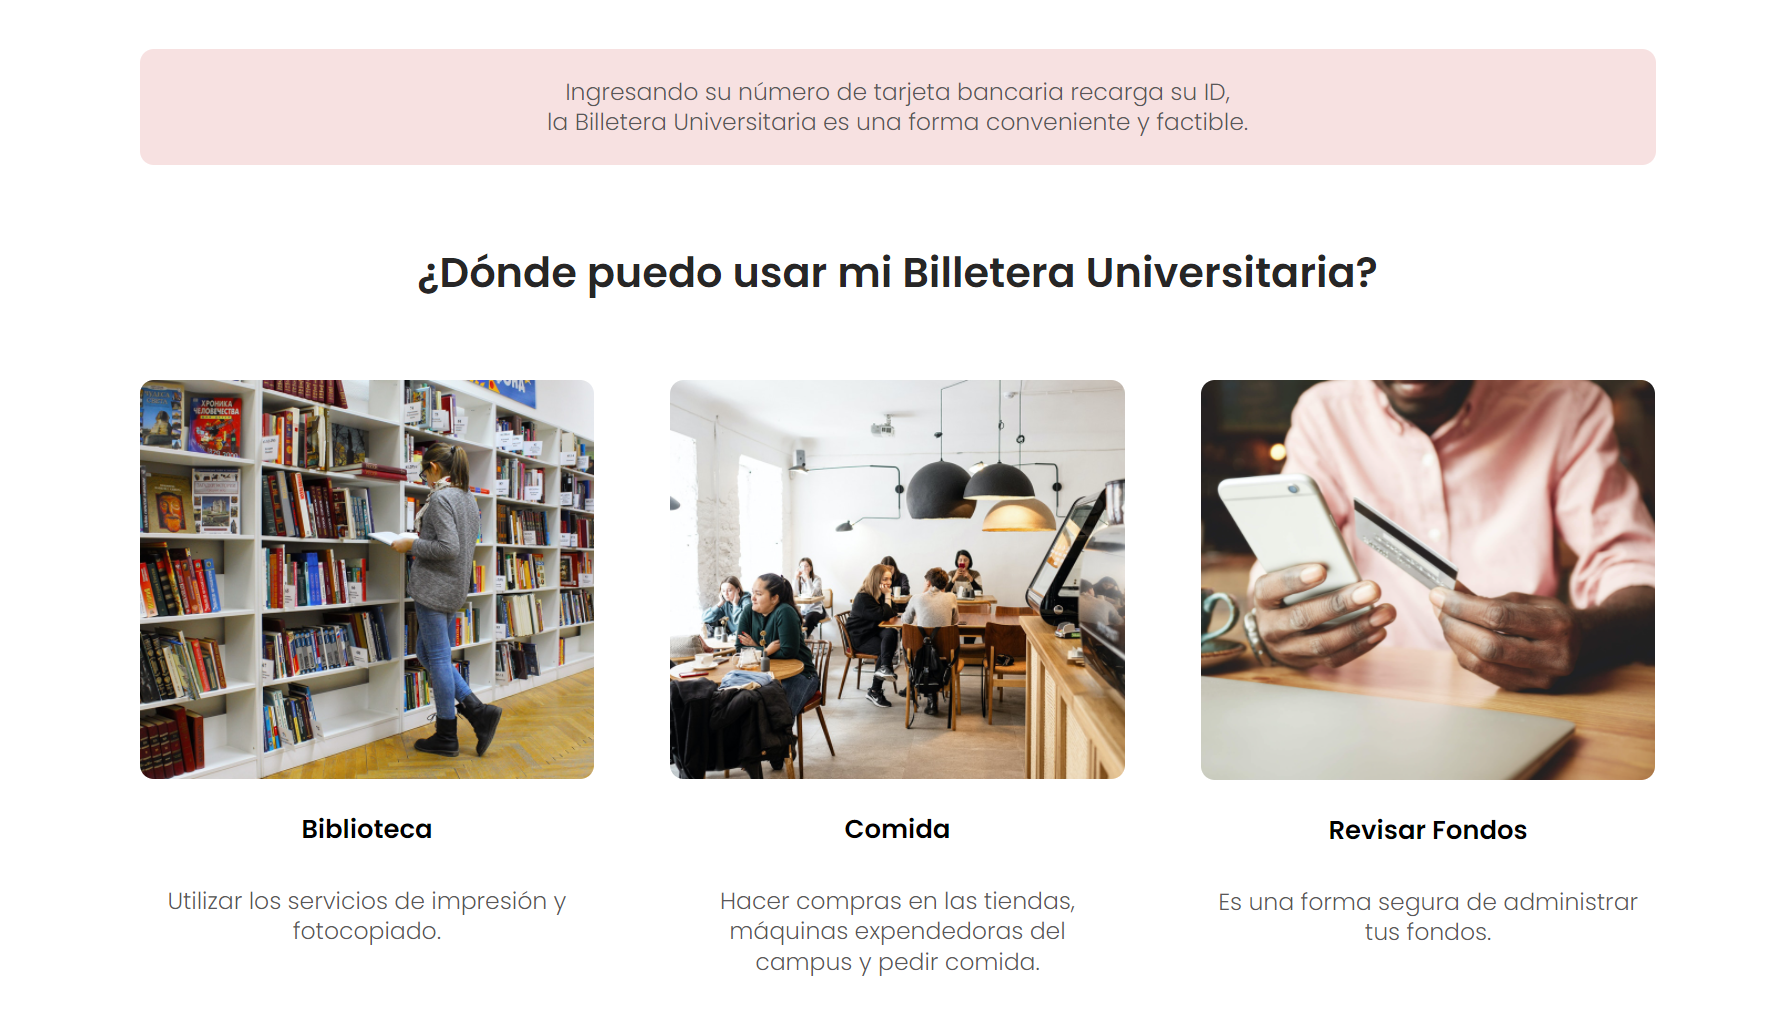 Ingresando su número de tarjeta bancaria recarga su ID,
la Billetera Universitaria es una forma conveniente y factible.
¿Dónde puedo usar mi Billetera Universitaria?
ХРОНИКА
ЧЕЛОВЕЧЕСТВА
Biblioteca
Comida
Revisar Fondos
Utilizar los servicios de impresión y
fotocopiado.
Hacer compras en las tiendas,
máquinas expendedoras del
campus y pedir comida.
Es una forma segura de administrar
tus fondos.